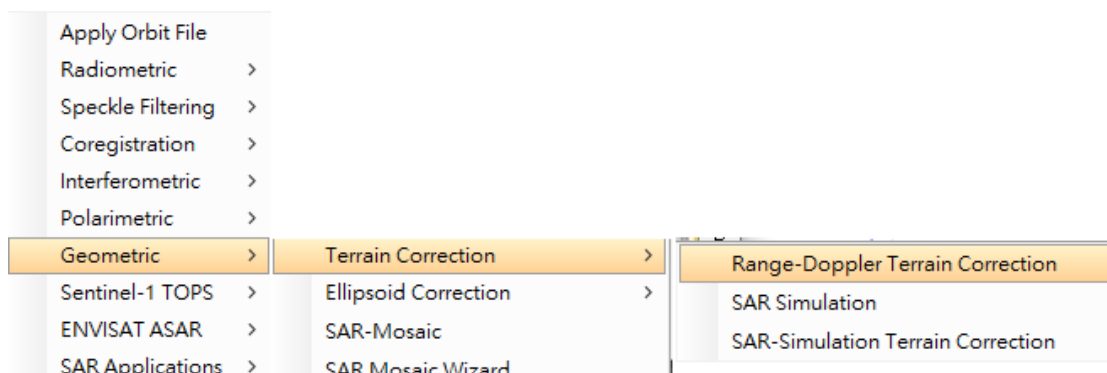 Apply Orbit File
Radiometric
Speckle Filtering
Coregistration
Interferometric
Polarimetric
Geometric
Sentinel-1 TOPS
ENVISAT ASAR
SAR Applications
Terrain Correction
Ellipsoid Correction
SAR-Mosaic
SAR Mosaic Wizard
Range-Doppler Terrain Correction
SAR Simulation
SAR-Simulation Terrain Correction